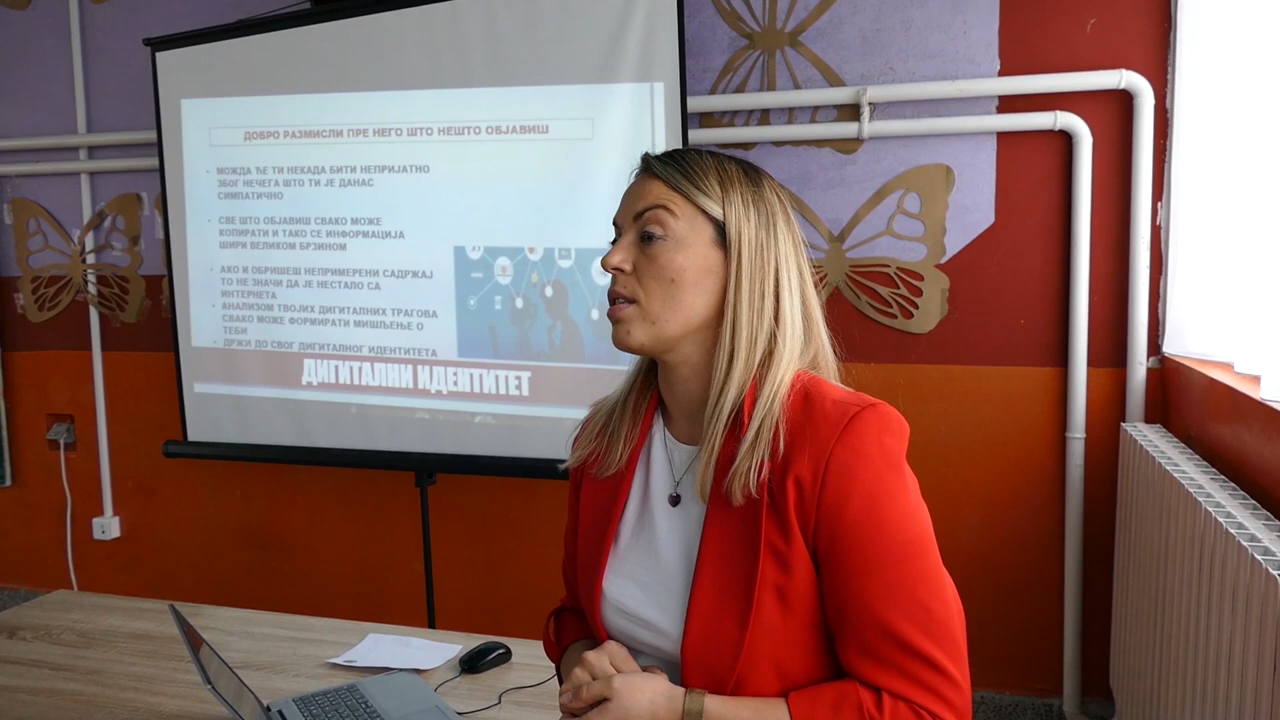 ДОБРО РАЗМИСЛИ ПРЕ НЕГО ШТО НЕШТО ОБЈАВИШ
• МОЖДА ЋЕ ТИ НЕКАДА БИТИ НЕПРИЈАТНО
ЗБОГ НЕЧЕГА ШТО ТИ ЈЕ ДАНАС
СИМПАТИЧНО
• СВЕ ШТО ОБЈАВИШ СВАКО МОЖЕ
КОПИРАТИ И ТАКО СЕ ИНФОРМАЦИЈА
ШИРИ ВЕЛИКОМ БРЗИНОМ
• АКО И ОБРИШЕШ НЕПРИМЕРЕНИ САДРЖАЈ
ТО НЕ ЗНАЧИ ДА ЈЕ НЕСТАЛО СА
ИНТЕРНЕТА
• АНАЛИЗОМ ТВОЈИХ ДИГИТАЛНИХ ТРАГОВА
СВАКО МОЖЕ ФОРМИРАТИ МИШЉЕЊЕ О
ТЕБИ
• ДРЖИ ДО СВОГ ДИГИТАЛНОГ ИДЕНТИТЕТА
ДИГИТАЛНИ ИДЕНТИТЕТ